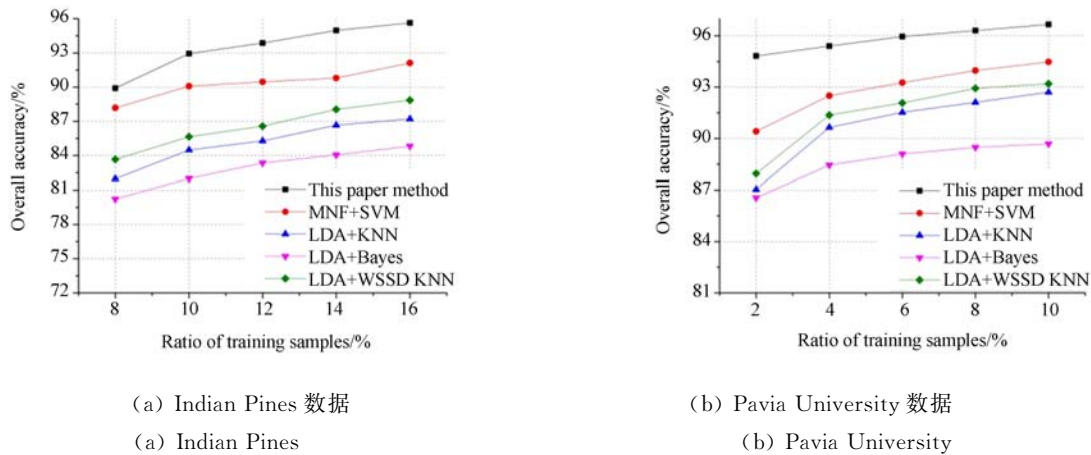 96
93
90
87
84
81
78
75
72
Overall accuracy/%
This paper method
MNF+SVM
LDA+KNN
LDA+Bayes
LDA+WSSD KNN
8 10 12 14 16
Ratio of training samples/%
(a) Indian Pines 数据
(a) Indian Pines
96
93
90
87
84
81
Overall accuracy/%
This paper method
MNF+SVM
LDA+KNN
LDA+Bayes
LDA+WSSD KNN
2 4 6 8 10
Ratio of training samples/%
(b) Pavia University 数据
(b) Pavia University